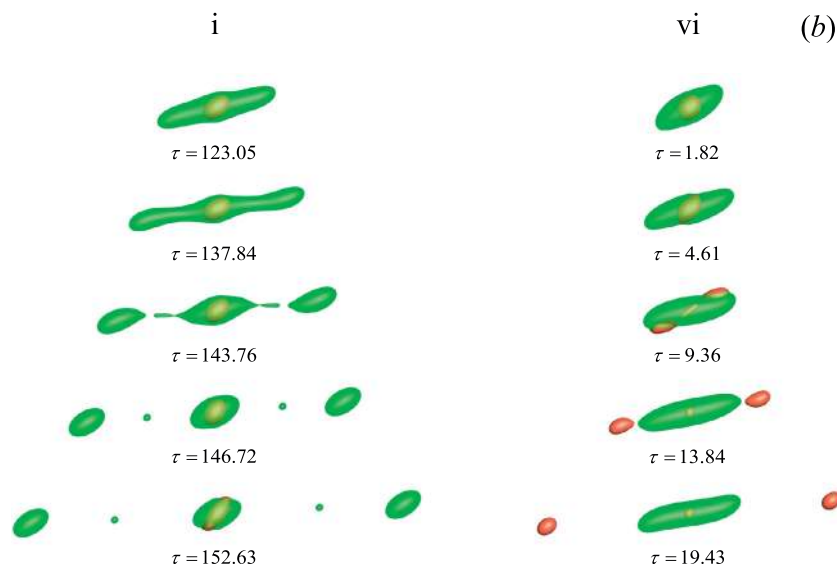 i vi (b)
τ = 123.05 τ = 1.82
τ = 137.84 τ = 4.61
τ = 143.76 τ = 9.36
τ = 146.72 τ = 13.84
τ = 152.63 τ = 19.43